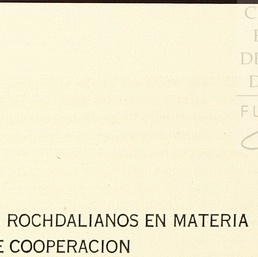 ROCHDALIANOS EN MATERIA
E COOPERACION